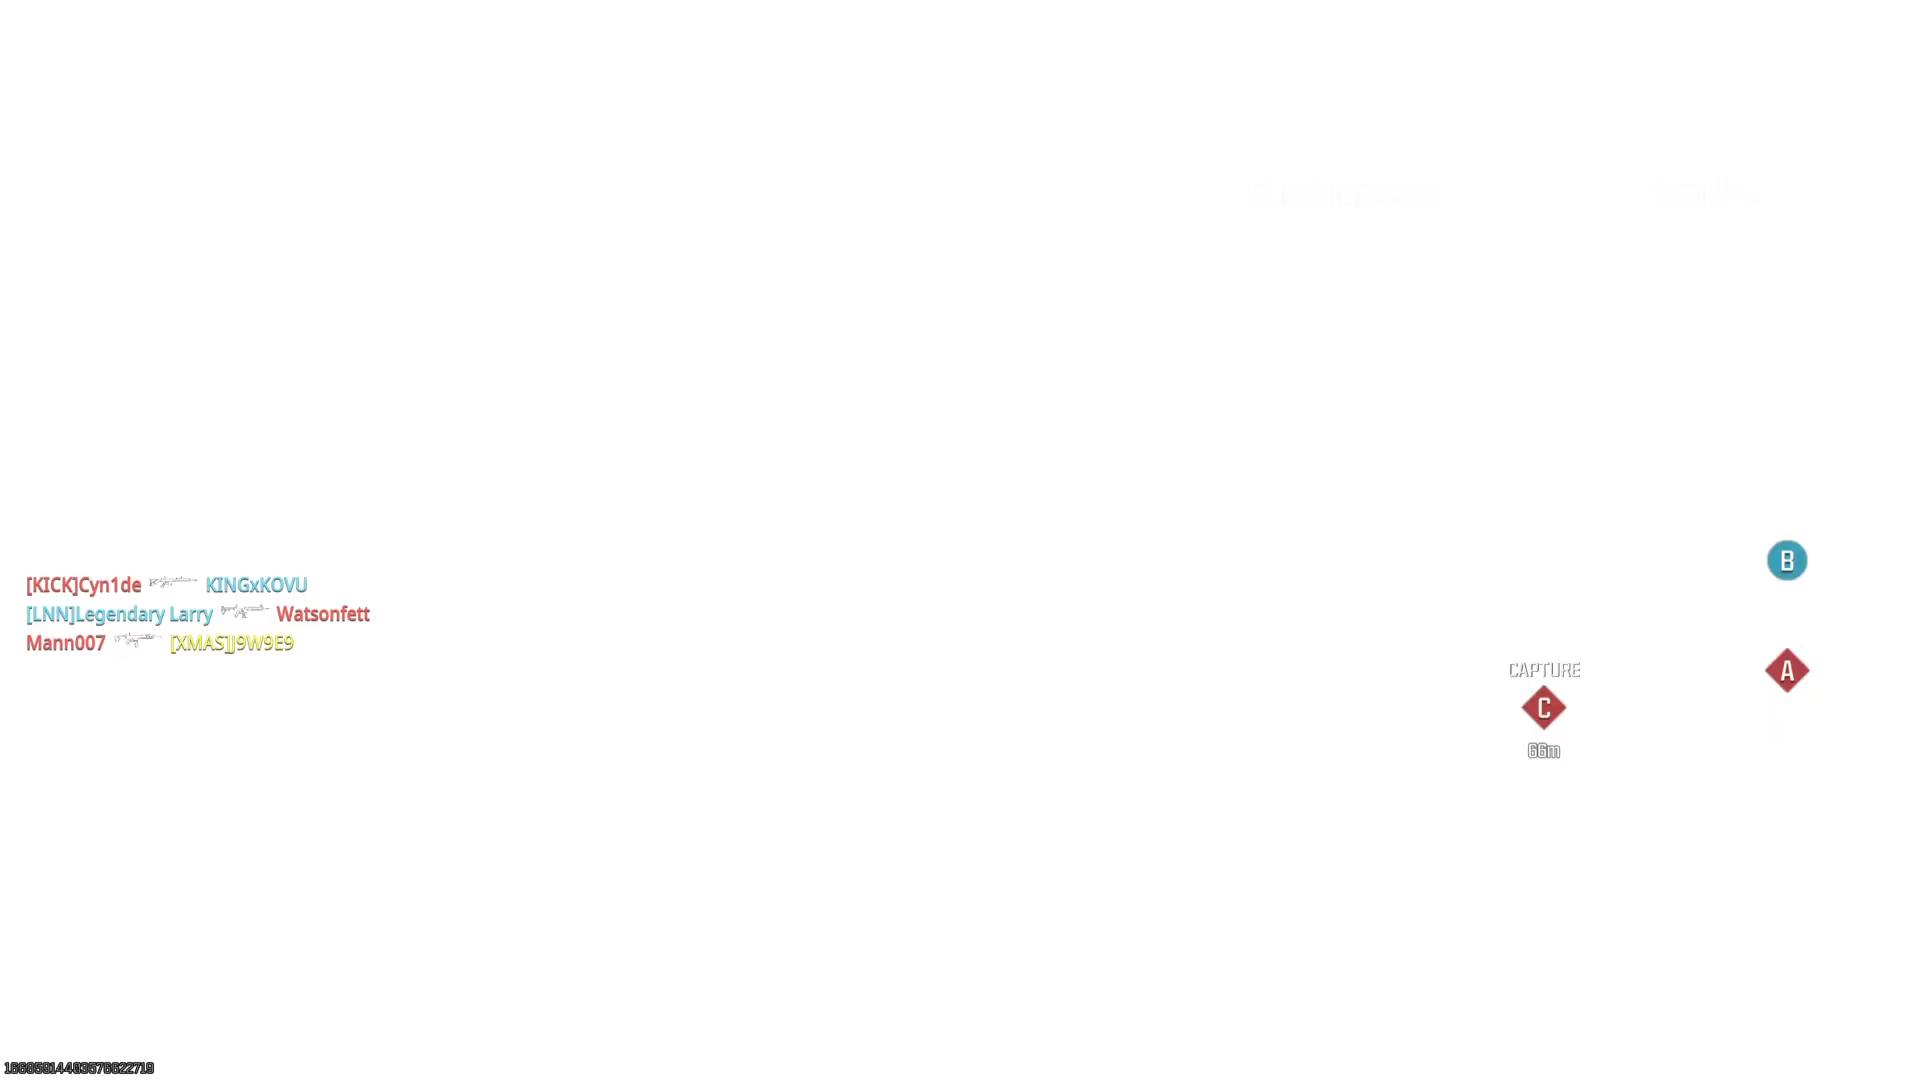 B
[KICK]Cyn1de KINGxKOVU
[LNN]Legendary Larry Watsonfett
Mann007 [XMAS]J9W9E9
CAPTURE
A
C
66m